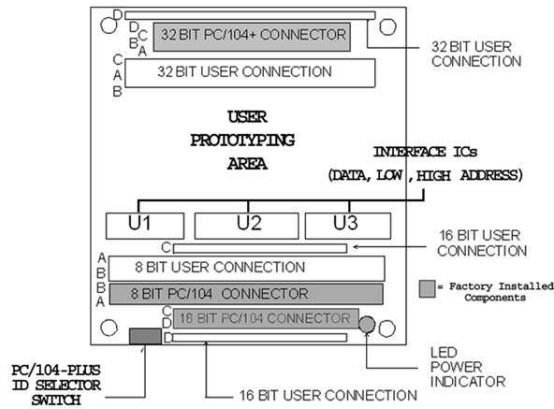 D
D
C
B
A
32 BIT PC/104+ CONNECTOR
32 BIT USER
CONNECTION
C
A
B
32 BIT USER CONNECTION
USER
PROTOTYPING
AREA
INTERFACE ICs
(DATA, LOW ,HIGH ADDRESS)
U1
U2
U3
C
16 BIT USER
CONNECTION
A
B
8 BIT USER CONNECTION
B
A
8 BIT PC/104 CONNECTOR
= Factory Installed
Components
C
D
16 BIT PC/104 CONNECTOR
D
PC/104-PLUS
ID SELECTOR
SWITCH
16 BIT USER CONNECTION
LED
POWER
INDICATOR